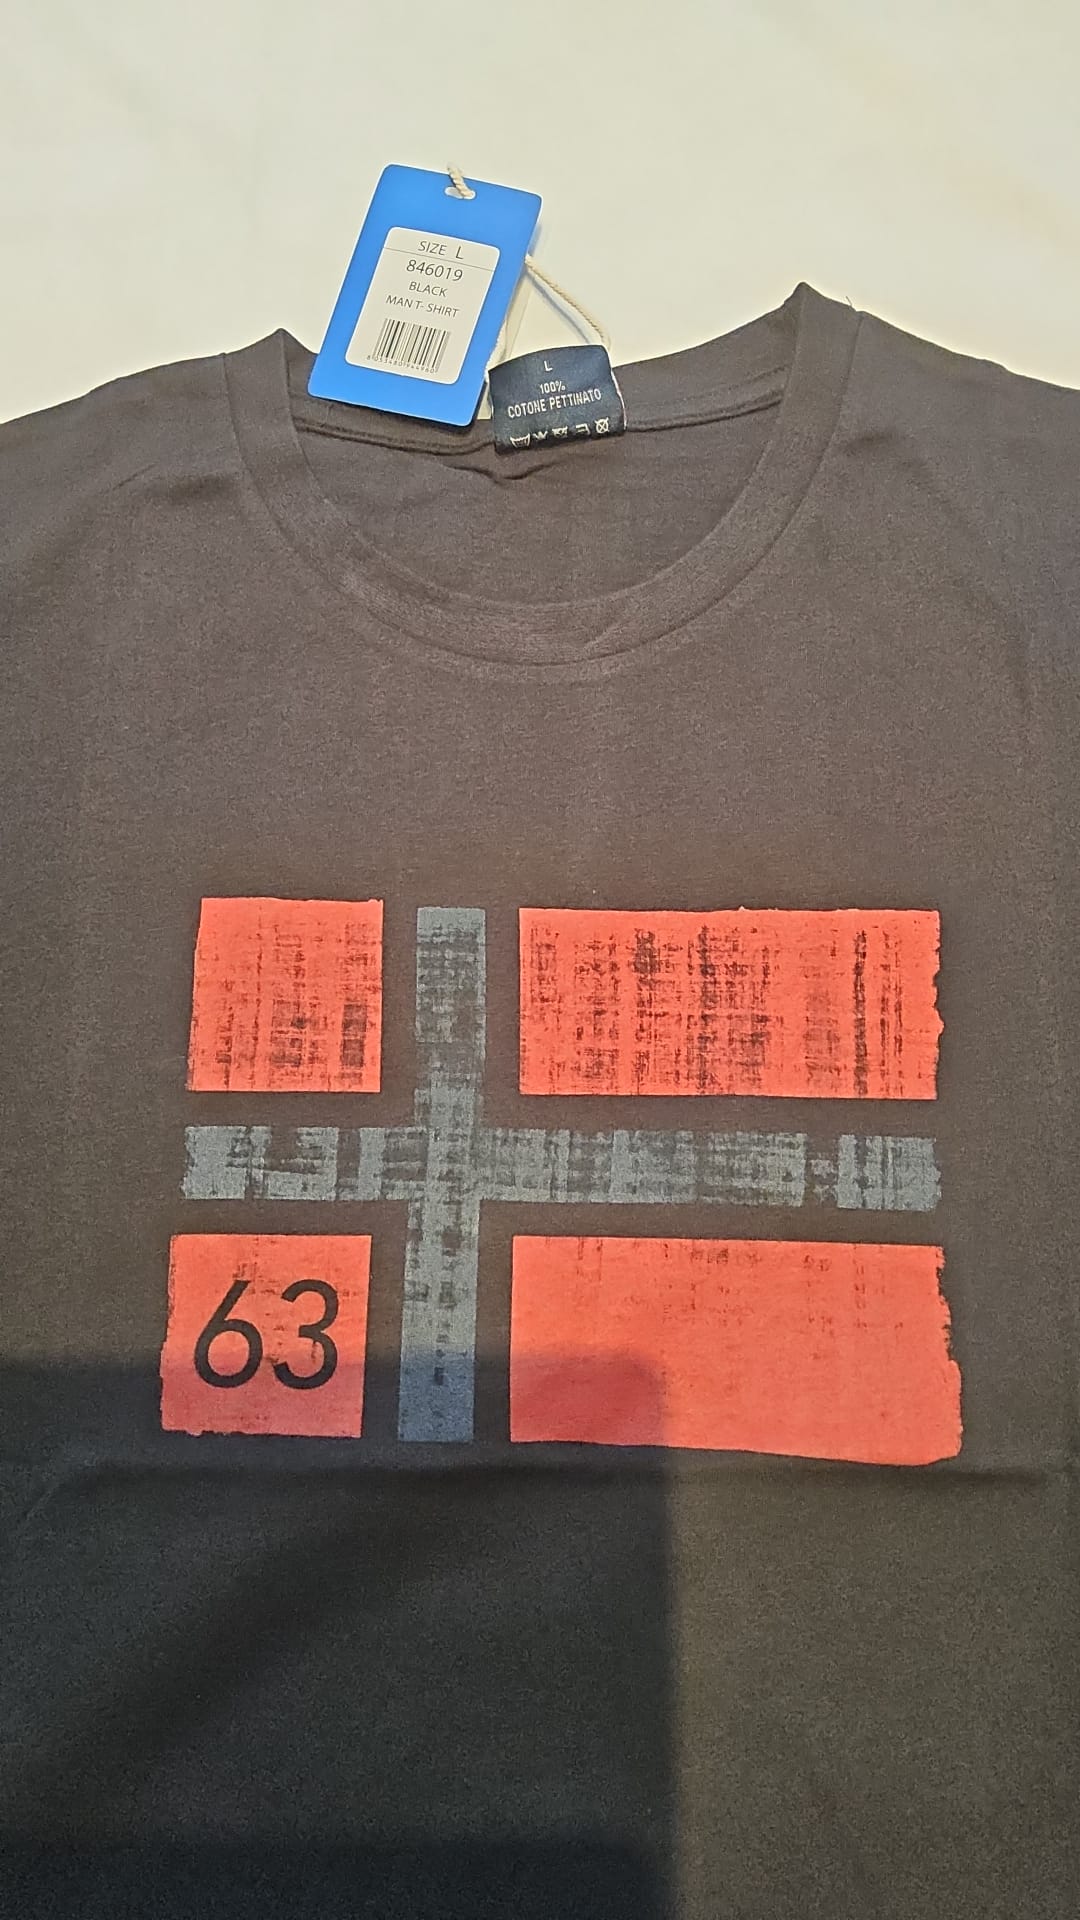 SIZE L
846019
BLACK
MAN T- SHIRT
L
100%
COTONE PETTINATO
63